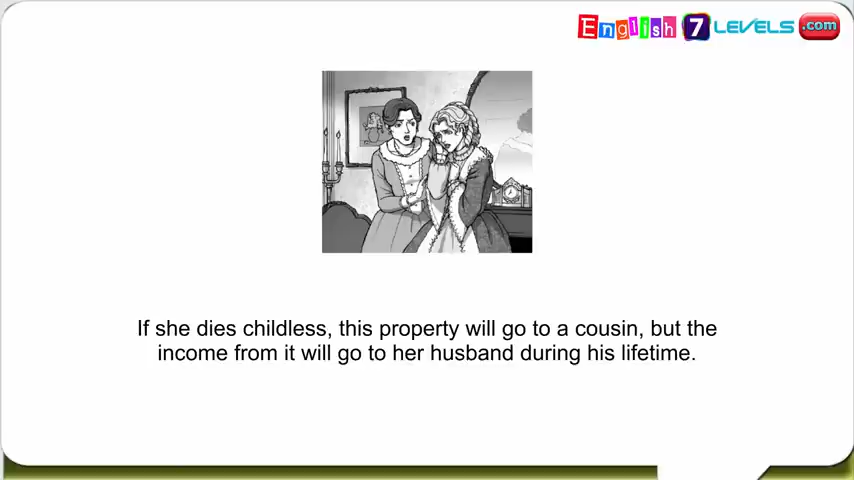 English 7 LEVELS .com
If she dies childless, this property will go to a cousin, but the
income from it will go to her husband during his lifetime.